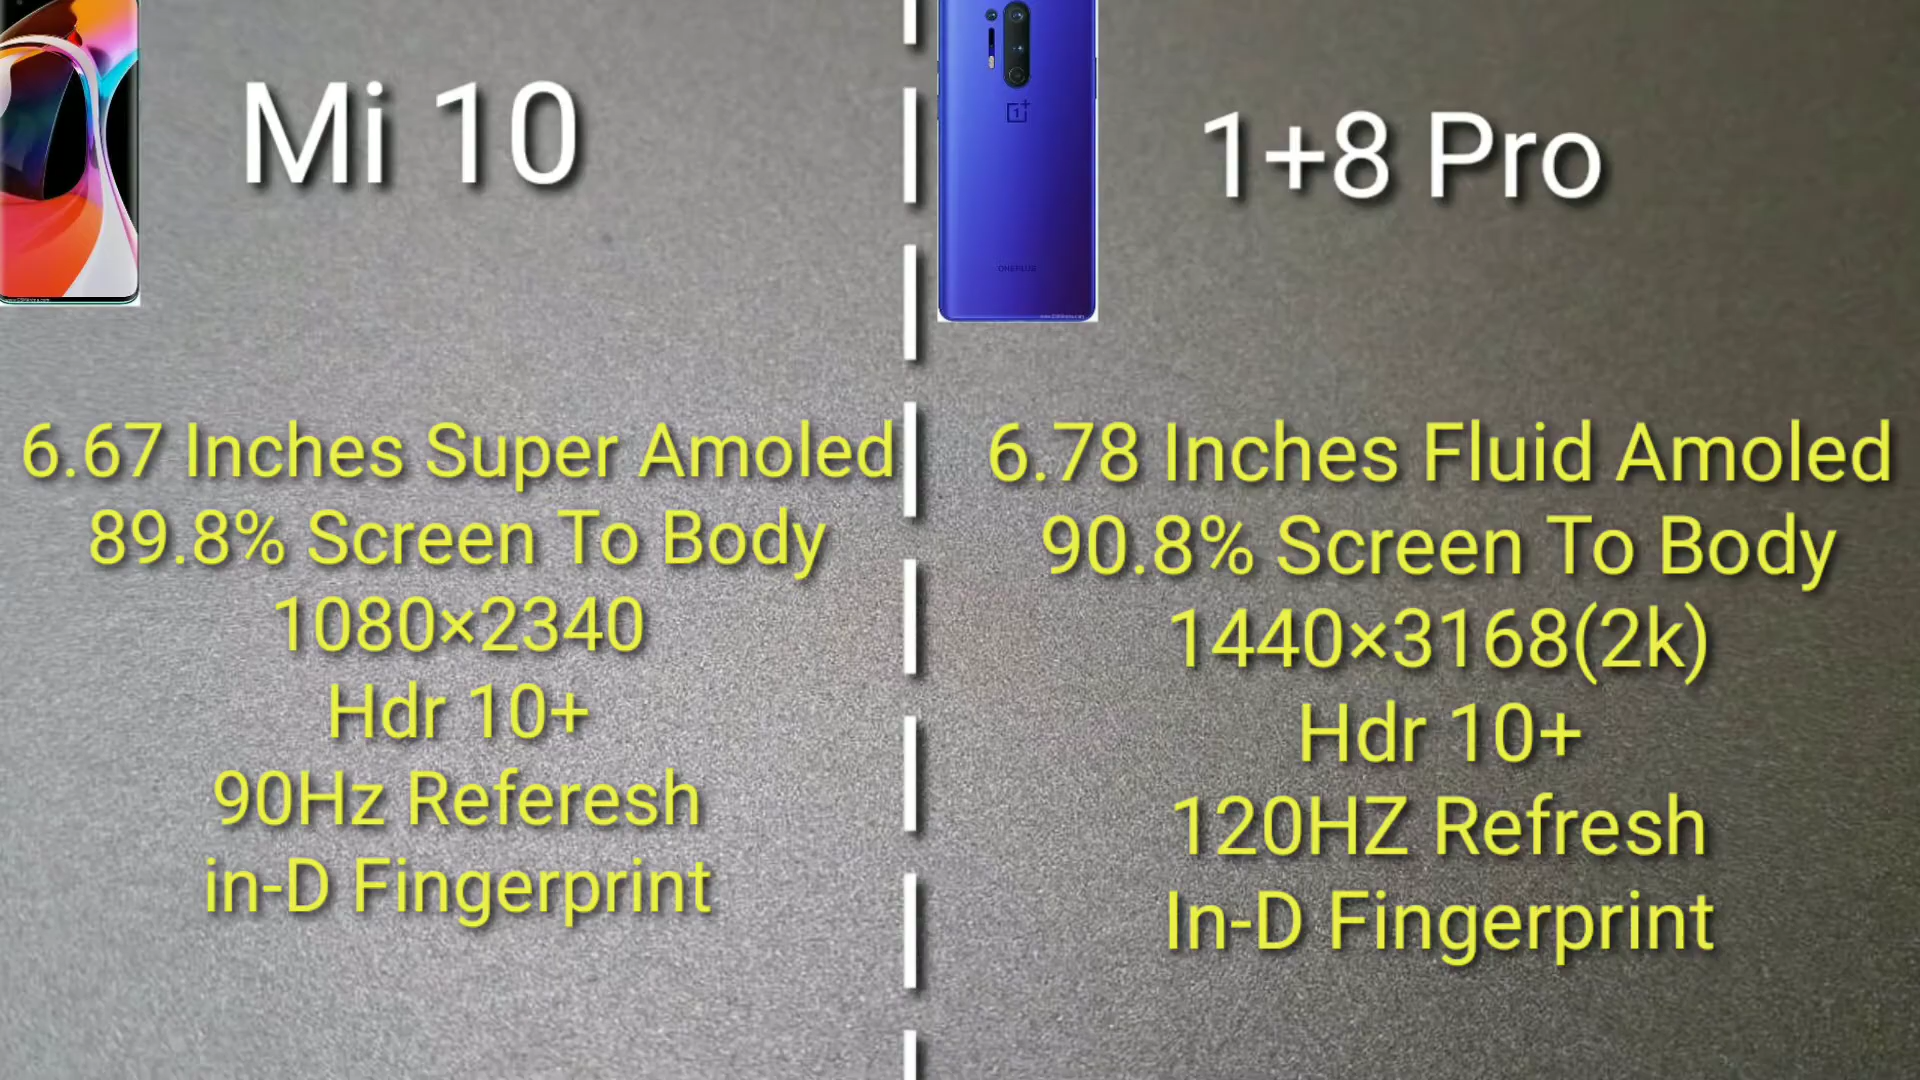 Mi 10
1+8 Pro
ONEPLUS
6.67 Inches Super Amoled
89.8% Screen To Body
1080×2340
Hdr 10+
90Hz Referesh
in-D Fingerprint
6.78 Inches Fluid Amoled
90.8% Screen To Body
1440×3168(2k)
Hdr 10+
120HZ Refresh
In-D Fingerprint